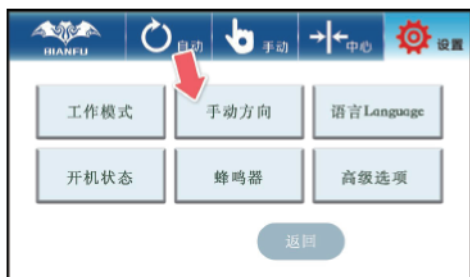 BIANFU 自动 手动 中心 设置
工作模式 手动方向 语言Language
开机状态 蜂鸣器 高级选项
返回